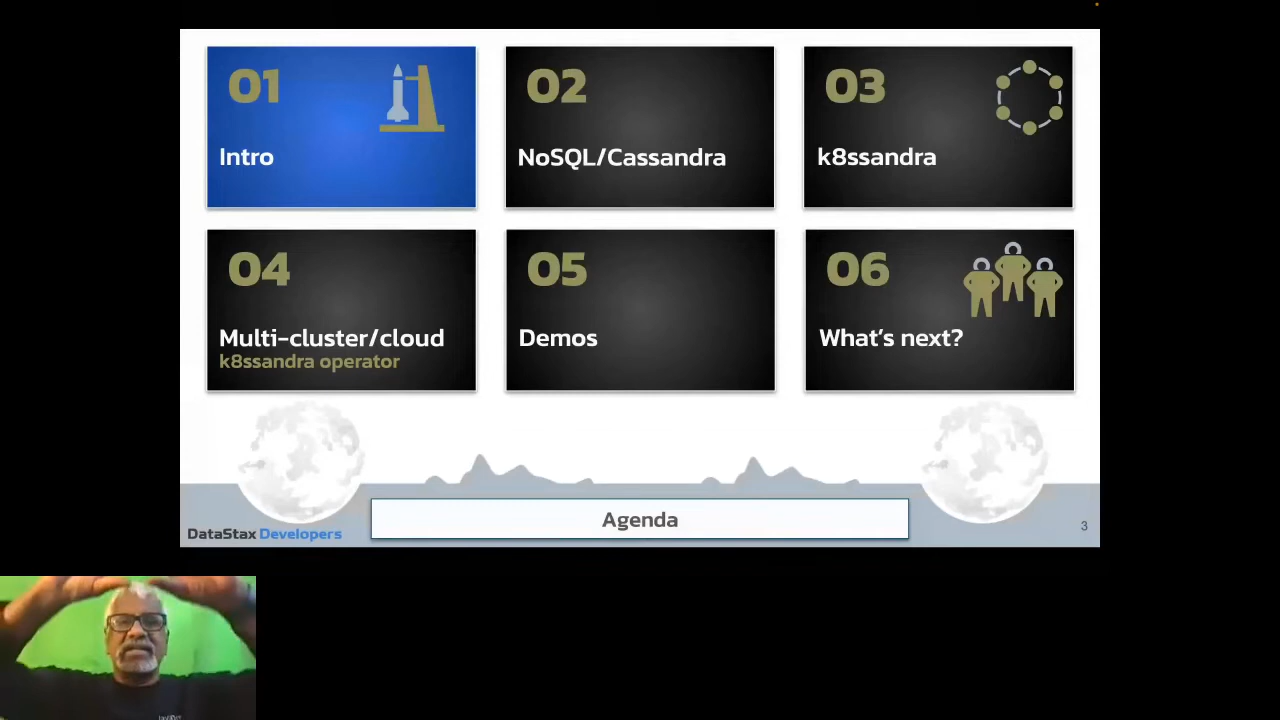 01
Intro
02
NoSQL/Cassandra
03
k8ssandra
04
Multi-cluster/cloud
k8ssandra operator
05
Demos
06
What's next?
Agenda
DataStax Developers
3